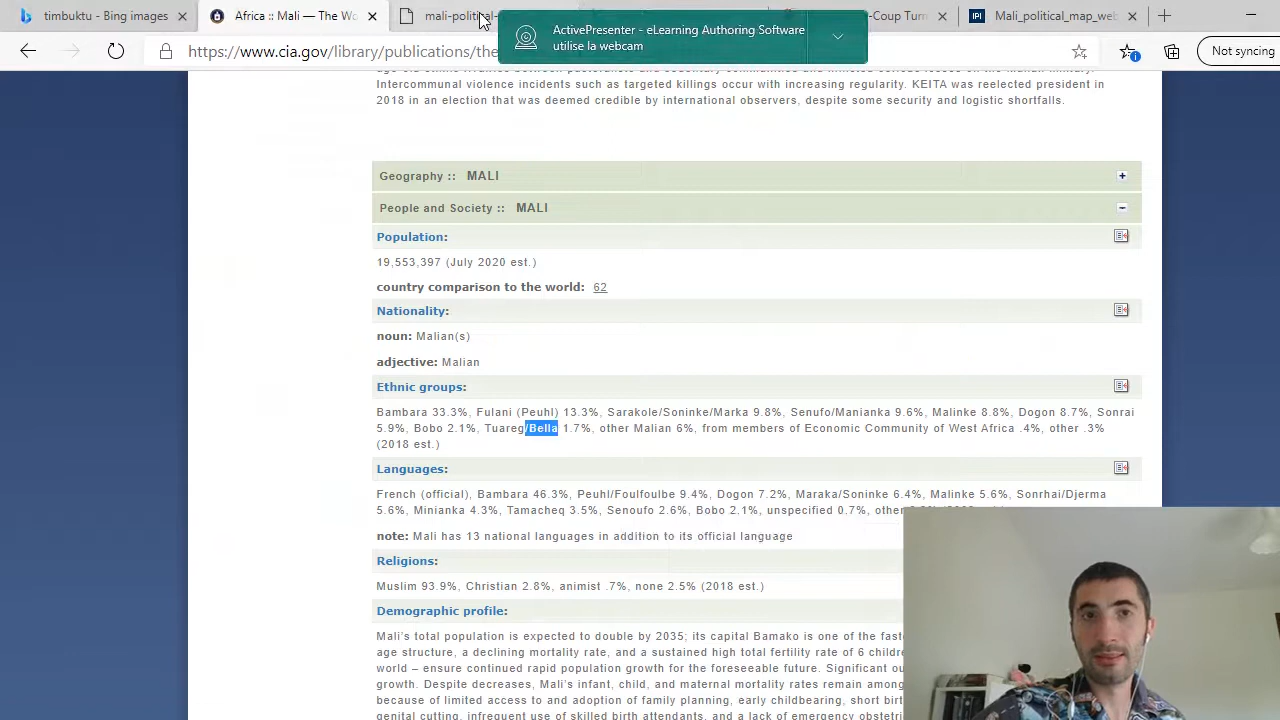 timbuktu - Bing images
Africa :: Mali — The Wo
mali-political-
-Coup Turn
IPI Mali_political_map_web
ActivePresenter - eLearning Authoring Software
utilise la webcam
https://www.cia.gov/library/publications/the
Not syncing
Intercommunal violence incidents such as targeted killings occur with increasing regularity. KEITA was reelected president in
2018 in an election that was deemed credible by international observers, despite some security and logistic shortfalls.
Geography :: MALI
People and Society :: MALI
Population:
19,553,397 (July 2020 est.)
country comparison to the world: 62
Nationality:
noun: Malian(s)
adjective: Malian
Ethnic groups:
Bambara 33.3%, Fulani (Peuhl) 13.3%, Sarakole/Soninke/Marka 9.8%, Senufo/Manianka 9.6%, Malinke 8.8%, Dogon 8.7%, Sonrai
5.9%, Bobo 2.1%, Tuareg/Bella 1.7%, other Malian 6%, from members of Economic Community of West Africa .4%, other .3%
(2018 est.)
Languages:
French (official), Bambara 46.3%, Peuhl/Foulfoulbe 9.4%, Dogon 7.2%, Maraka/Soninke 6.4%, Malinke 5.6%, Sonrhai/Djerma
5.6%, Minianka 4.3%, Tamacheq 3.5%, Senoufo 2.6%, Bobo 2.1%, unspecified 0.7%, other
note: Mali has 13 national languages in addition to its official language
Religions:
Muslim 93.9%, Christian 2.8%, animist .7%, none 2.5% (2018 est.)
Demographic profile:
Mali's total population is expected to double by 2035; its capital Bamako is one of the
age structure, a declining mortality rate, and a sustained high total fertility rate of 6
world – ensure continued rapid population growth for the foreseeable future. Significant
growth. Despite decreases, Mali's infant, child, and maternal mortality rates remain among
because of limited access to and adoption of family planning, early childbearing, short
genital cutting, infrequent use of skilled birth attendants, and a lack of emergency